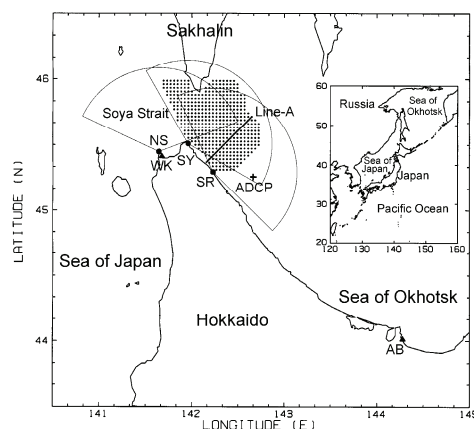 Sakhalin
46
Soya Strait
Line-A
NS
WK
SY
SR
ADCP
45
LATITUDE (N)
Sea of Japan
Hokkaido
Sea of Okhotsk
44
AB
141
142
143
144
145
LONGITUDE (E)
60
50
40
30
20
120
130
140
150
160
Russia
Sea of
Okhotsk
Sea of
Japan
Japan
Pacific Ocean